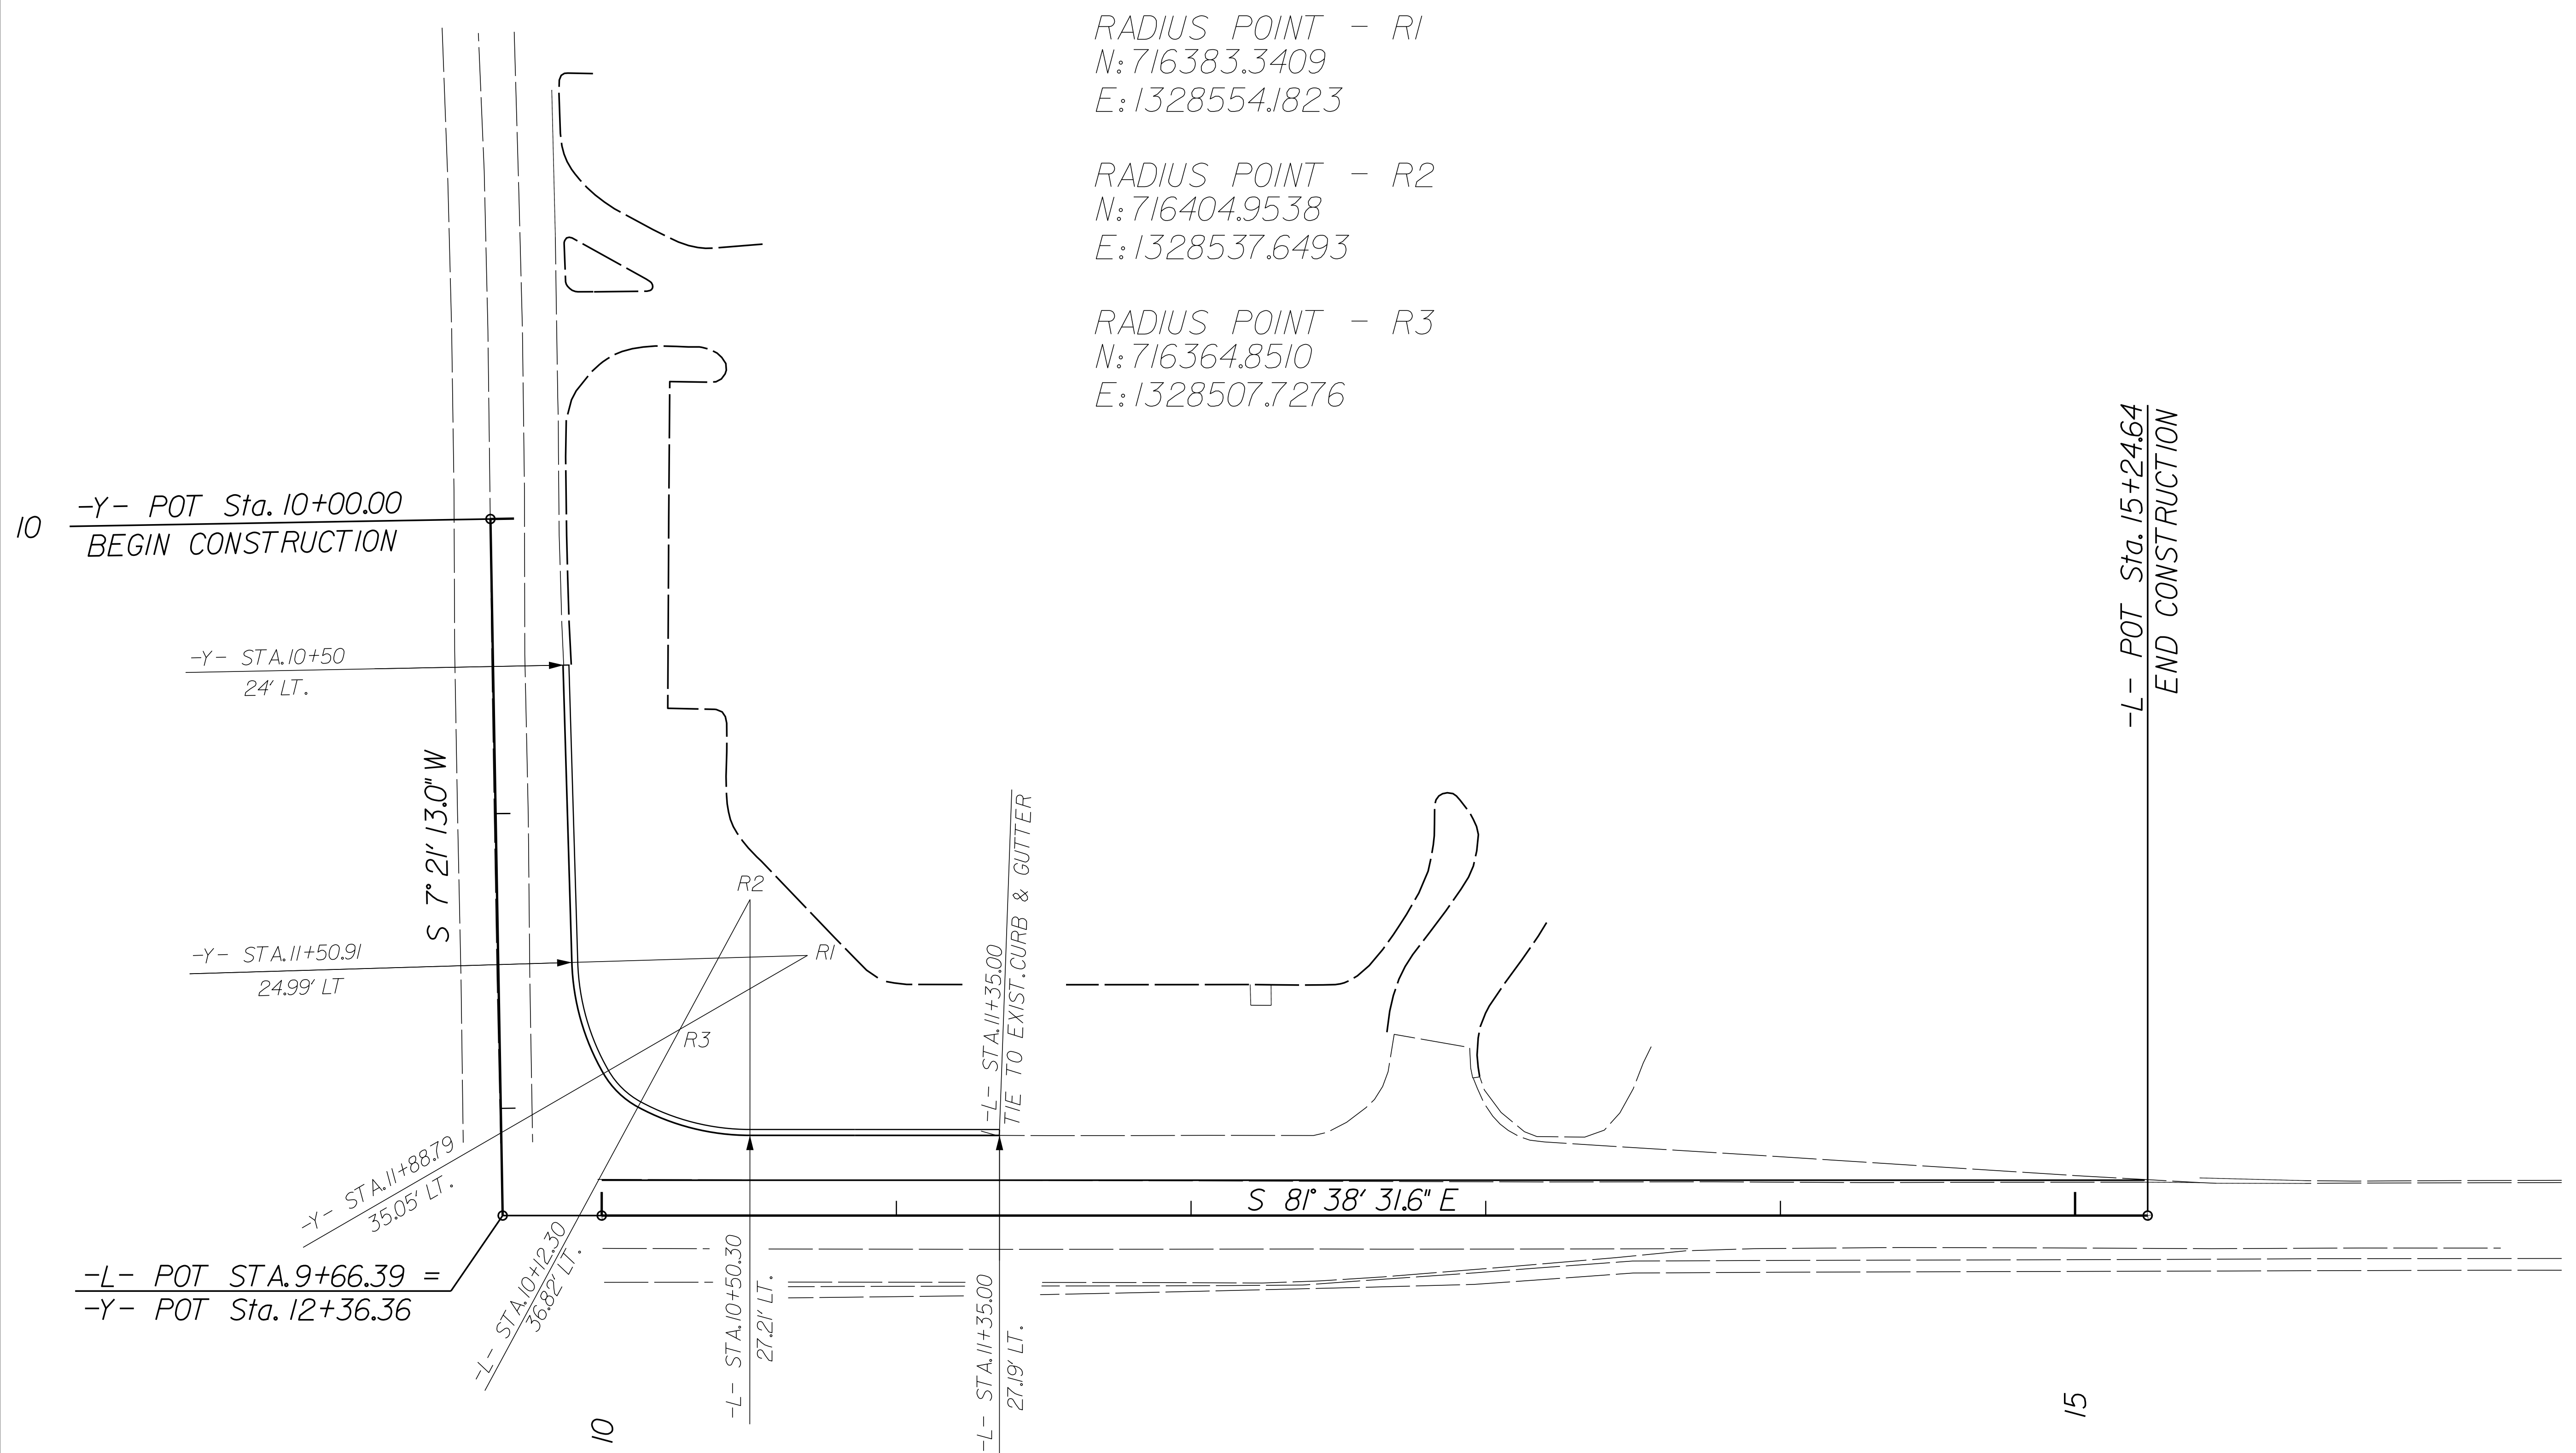 RADIUS POINT - R1
N: 716383.3409
E: 1328554.1823
RADIUS POINT - R2
N: 716404.9538
E: 1328537.6493
RADIUS POINT - R3
N: 716364.8510
E: 1328507.7276
10
-Y- POT Sta. 10+00.00
BEGIN CONSTRUCTION
-L- POT Sta. 15+24.64
END CONSTRUCTION
-Y- STA. 10+50
24' LT.
S 7° 21' 13.0" W
-Y- STA. 11+50.91
24.99' LT
R2
R1
R3
-L- STA. 11+35.00
TIE TO EXIST. CURB & GUTTER
-Y- STA. 11+88.79
35.05' LT.
S 81° 38' 31.6" E
-L- POT STA. 9+66.39 =
-Y- POT Sta. 12+36.36
-L- STA. 10+12.30
36.82' LT.
-L- STA. 10+50.30
27.21' LT.
-L- STA. 11+35.00
27.19' LT.
10
15